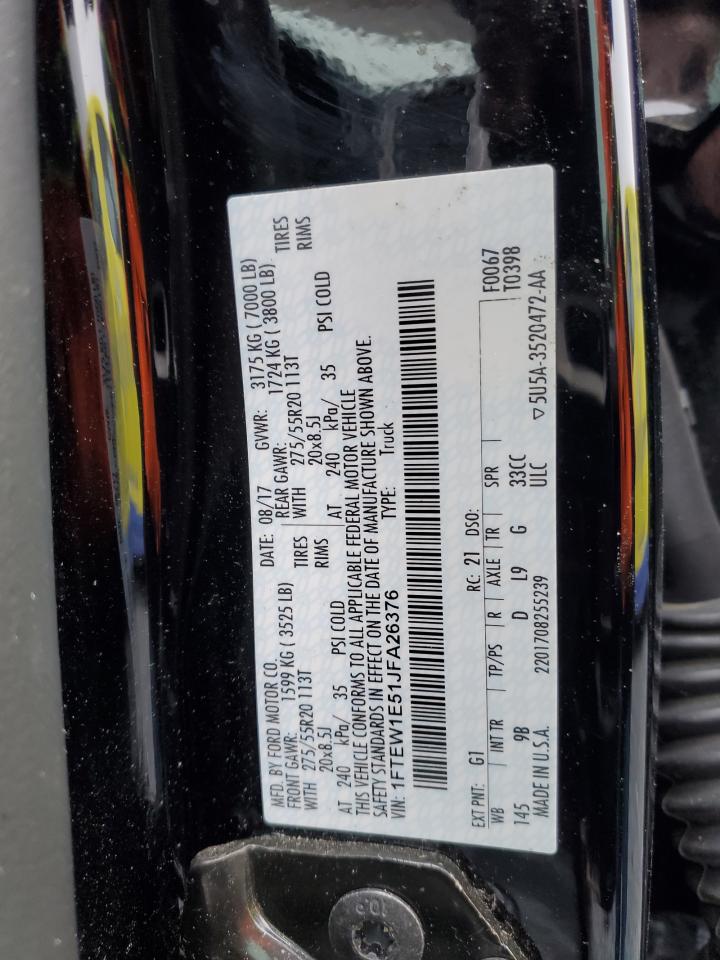 MFD. BY FORD MOTOR CO.
DATE: 08/17 GVWR: 3175 KG ( 7000 LB)
FRONT GAWR: 1599 KG ( 3525 LB)
REAR GAWR: 1724 KG ( 3800 LB)
WITH 275/55R20 113T TIRES
WITH 275/55R20 113T TIRES
20x8.5J RIMS
20x8.5J RIMS
AT 240 kPa/ 35 PSI COLD
AT 240 kPa/ 35 PSI COLD
THIS VEHICLE CONFORMS TO ALL APPLICABLE FEDERAL MOTOR VEHICLE
SAFETY STANDARDS IN EFFECT ON THE DATE OF MANUFACTURE SHOWN ABOVE.
VIN: 1FTEW1E51JFA26376 TYPE: Truck
EXT PNT: G1 RC: 21 DSO: F0067
WB INT TR TP/PS R AXLE TR SPR T0398
145 9B D L9 G 33CC
MADE IN U.S.A. 2201708255239 ULC ▽5U5A-3520472-AA
10.9